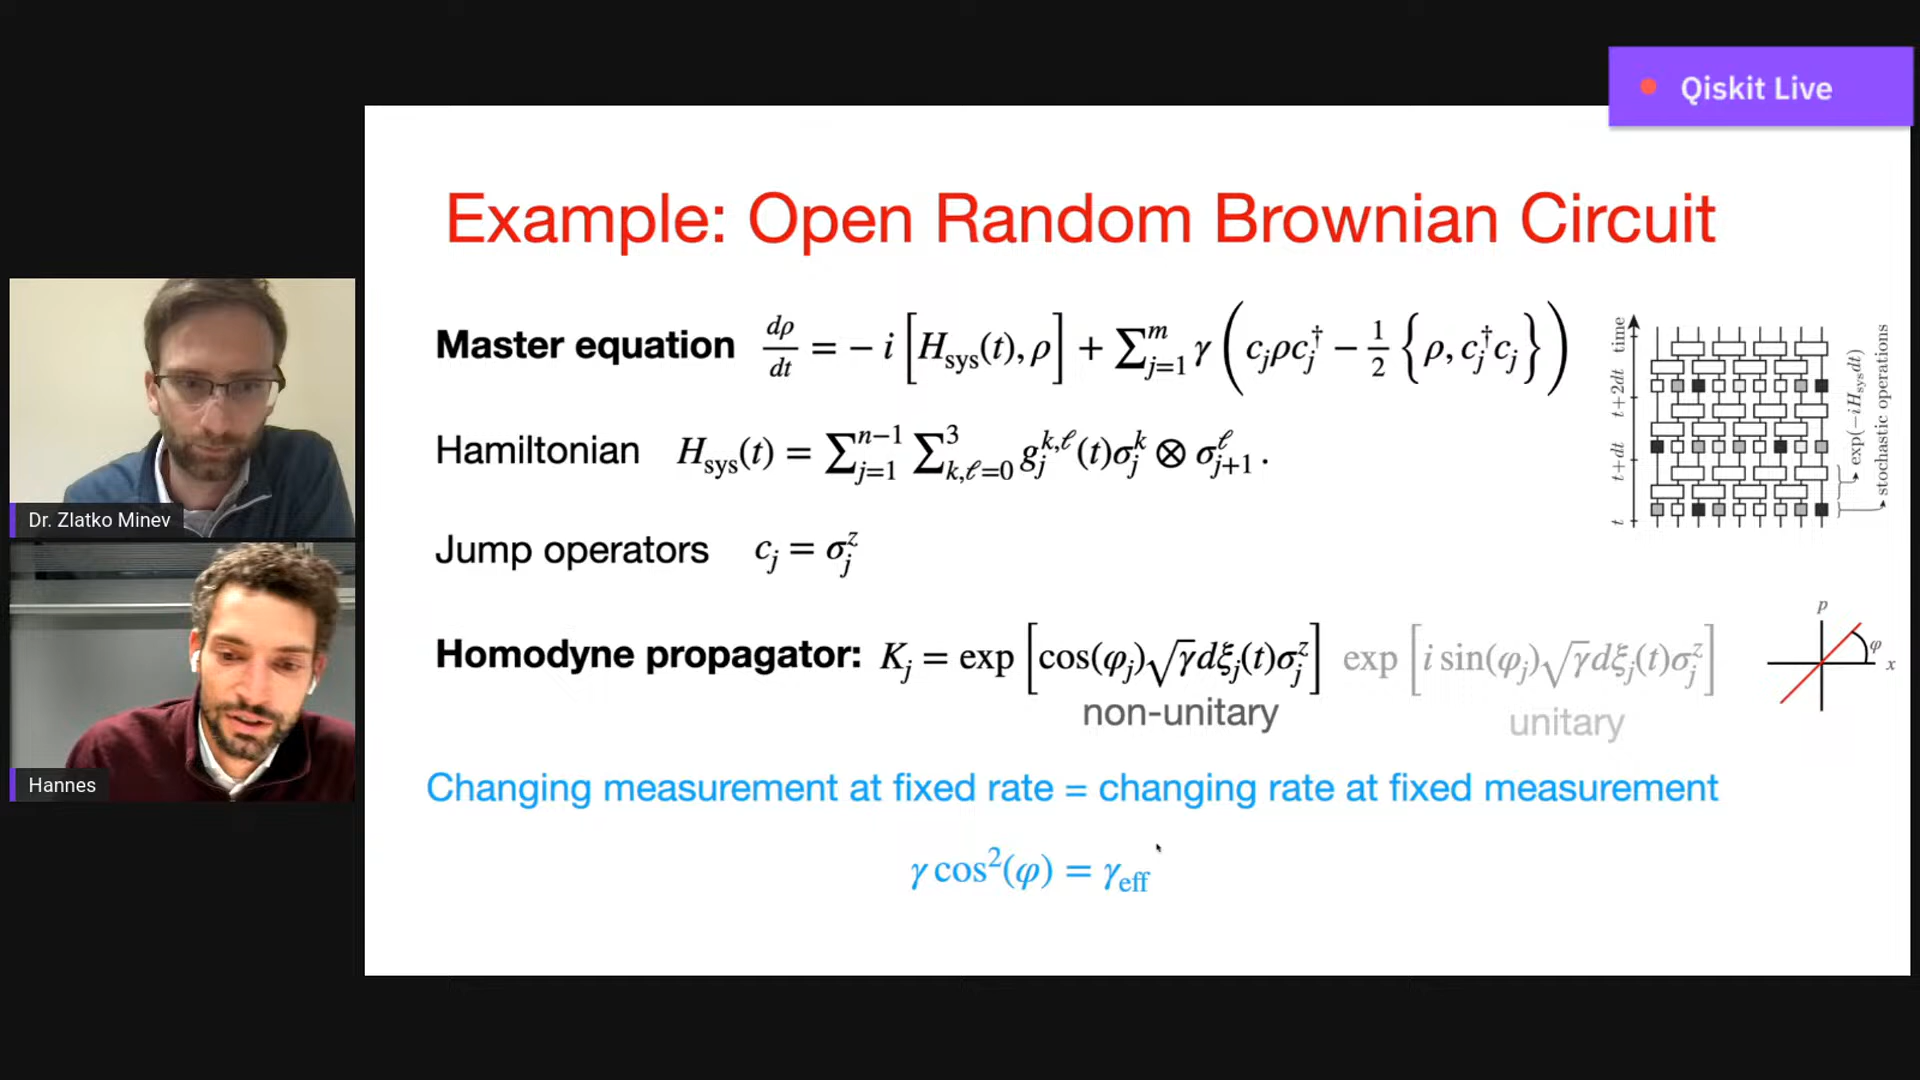 Qiskit Live
Example: Open Random Brownian Circuit
Master equation dρ/dt = − i [H_sys(t), ρ] + ∑_{j=1}^{m} γ ( c_j ρ c_j^† − 1/2 { ρ, c_j^† c_j } )
Hamiltonian H_sys(t) = ∑_{j=1}^{n−1} ∑_{k,ℓ=0}^{3} g_j^{k,ℓ}(t) σ_j^k ⊗ σ_{j+1}^ℓ .
Jump operators c_j = σ_j^z
Homodyne propagator: K_j = exp [ cos(φ_j) √γ dξ_j(t) σ_j^z ] exp [ i sin(φ_j) √γ dξ_j(t) σ_j^z ]
non-unitary
unitary
Changing measurement at fixed rate = changing rate at fixed measurement
γ cos²(φ) = γ_eff
time
t+2dt
t+dt
t
exp(−iH_sys dt)
stochastic operations
p
φ
x
Dr. Zlatko Minev
Hannes